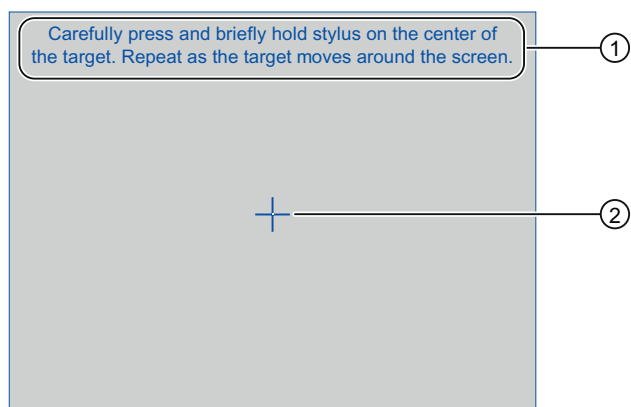 Carefully press and briefly hold stylus on the center of
the target. Repeat as the target moves around the screen.
1
2